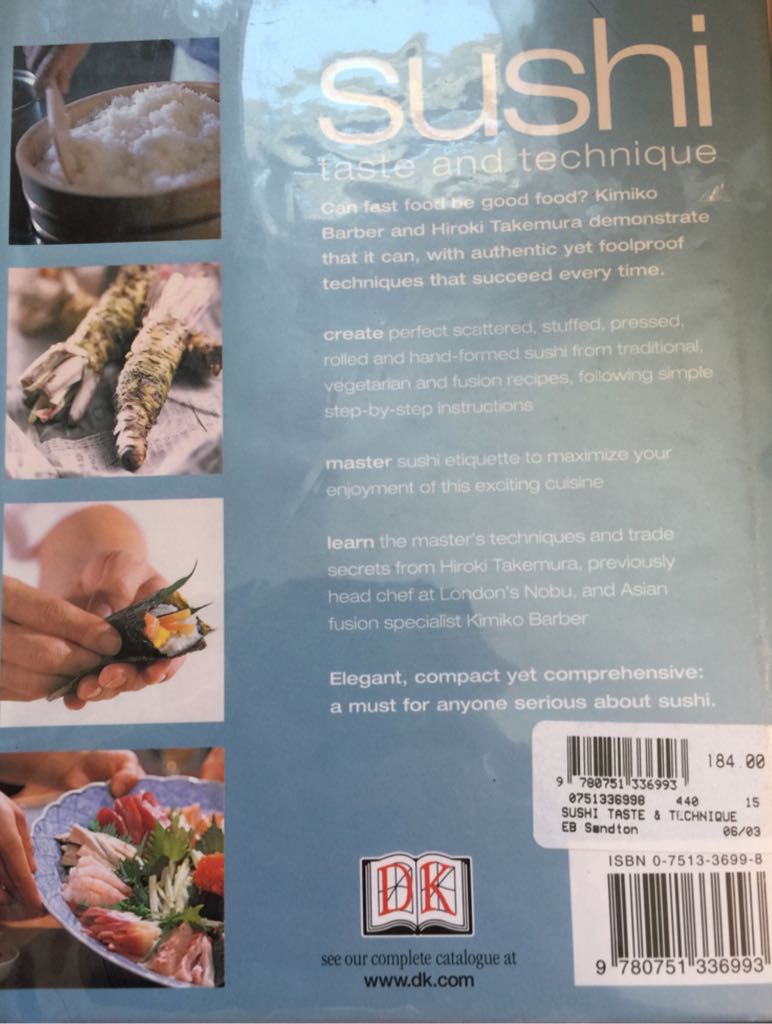 sushi
taste and technique
Can fast food be good food? Kimiko
Barber and Hiroki Takemura demonstrate
that it can, with authentic yet foolproof
techniques that succeed every time.
create perfect scattered, stuffed, pressed,
rolled and hand-formed sushi from traditional,
vegetarian and fusion recipes, following simple
step-by-step instructions
master sushi etiquette to maximize your
enjoyment of this exciting cuisine
learn the master's techniques and trade
secrets from Hiroki Takemura, previously
head chef at London's Nobu, and Asian
fusion specialist Kimiko Barber
Elegant, compact yet comprehensive:
a must for anyone serious about sushi.
184.00
9 780751 336993
0751336998 440 15
SUSHI TASTE & TECHNIQUE
EB Sandton 06/03
ISBN 0-7513-3699-8
9 780751 336993
DK
see our complete catalogue at
www.dk.com